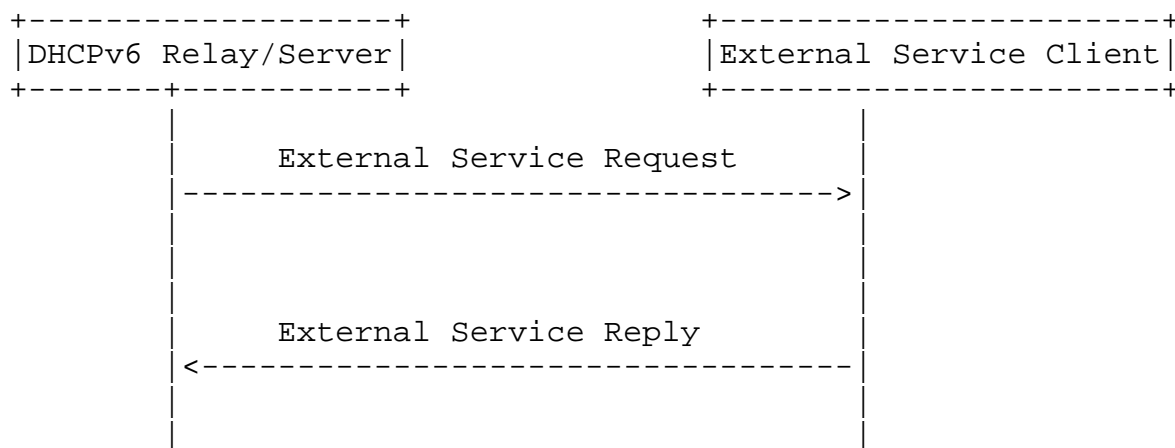 DHCPv6 Relay/Server External Service Client
External Service Request
External Service Reply